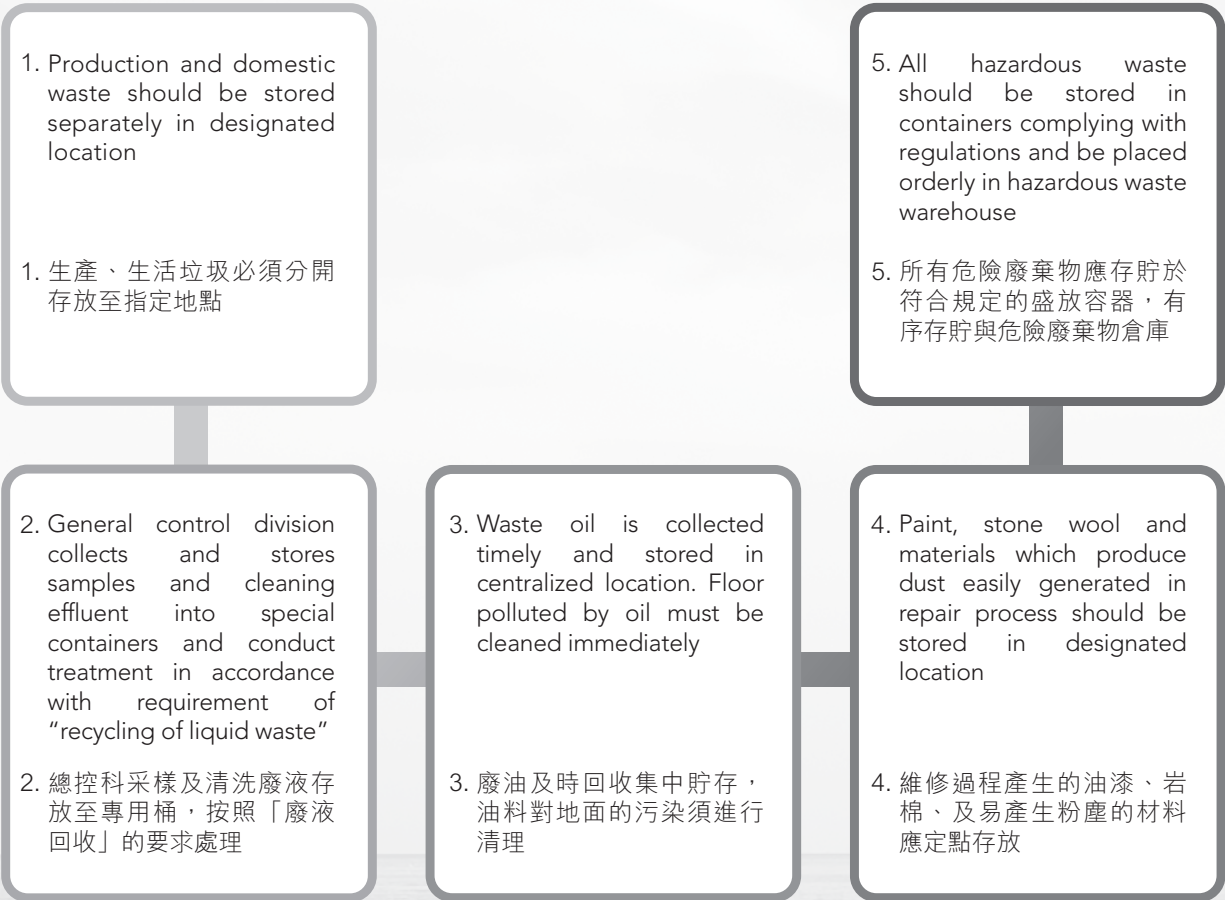 1. Production and domestic
waste should be stored
separately in designated
location
1. 生產、生活垃圾必須分開
存放至指定地點
2. General control division
collects and stores
samples and cleaning
effluent into special
containers and conduct
treatment in accordance
with requirement of
“recycling of liquid waste”
2. 總控科采樣及清洗廢液存
放至專用桶，按照「廢液
回收」的要求處理
3. Waste oil is collected
timely and stored in
centralized location. Floor
polluted by oil must be
cleaned immediately
3. 廢油及時回收集中貯存，
油料對地面的污染須進行
清理
4. Paint, stone wool and
materials which produce
dust easily generated in
repair process should be
stored in designated
location
4. 維修過程產生的油漆、岩
棉、及易產生粉塵的材料
應定點存放
5. All hazardous waste
should be stored in
containers complying with
regulations and be placed
orderly in hazardous waste
warehouse
5. 所有危險廢棄物應存貯於
符合規定的盛放容器，有
序存貯與危險廢棄物倉庫